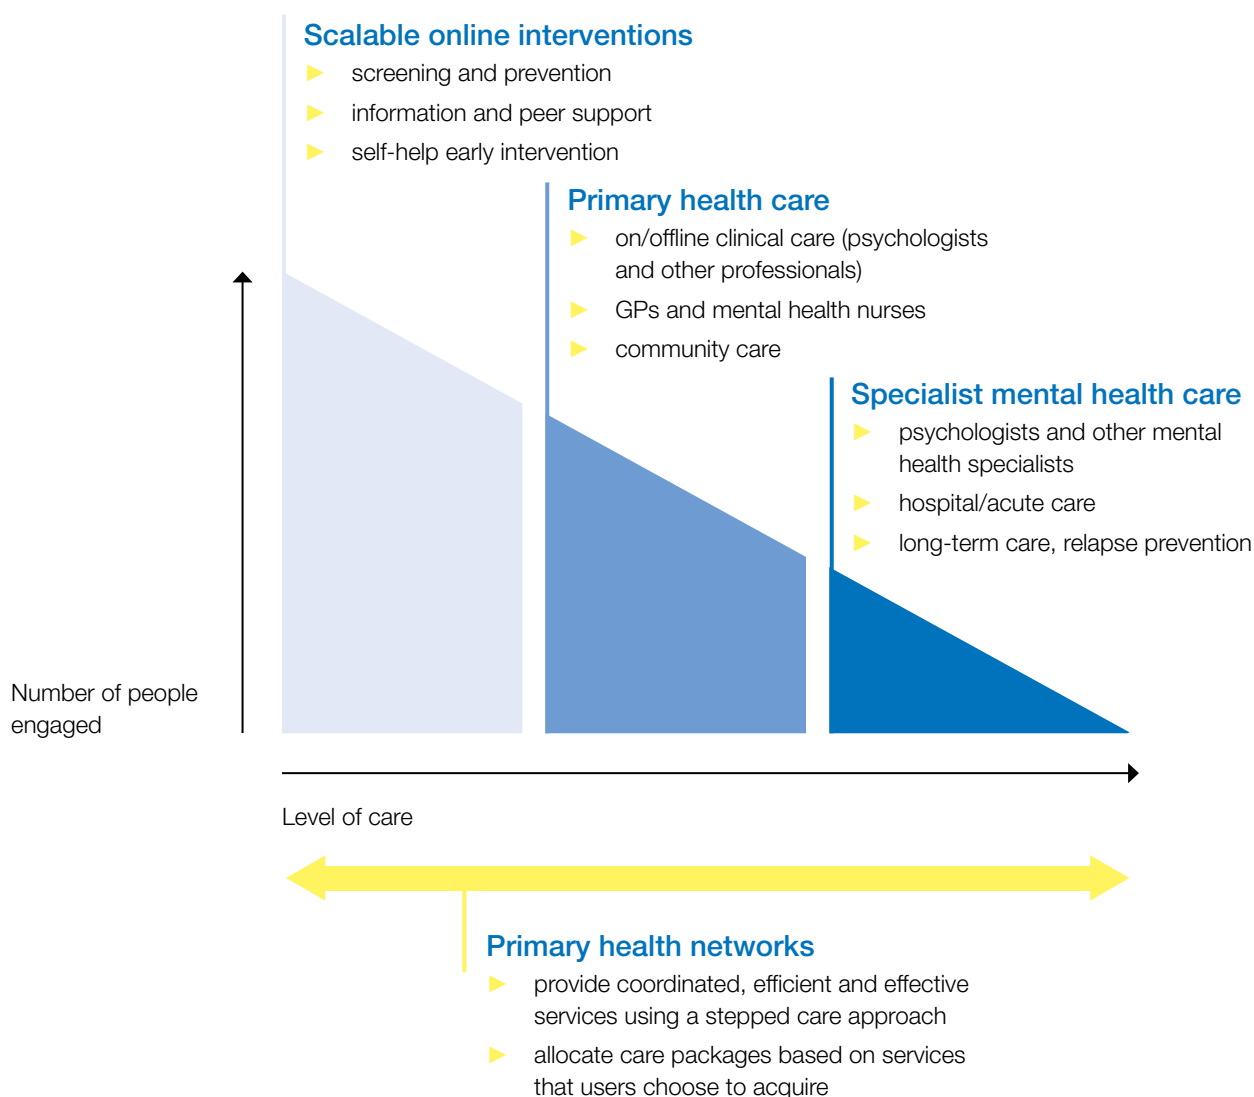 Scalable online interventions
screening and prevention
information and peer support
self-help early intervention
Primary health care
on/offline clinical care (psychologists
and other professionals)
GPs and mental health nurses
community care
Specialist mental health care
psychologists and other mental
health specialists
hospital/acute care
long-term care, relapse prevention
Number of people
engaged
Level of care
Primary health networks
provide coordinated, efficient and effective
services using a stepped care approach
allocate care packages based on services
that users choose to acquire